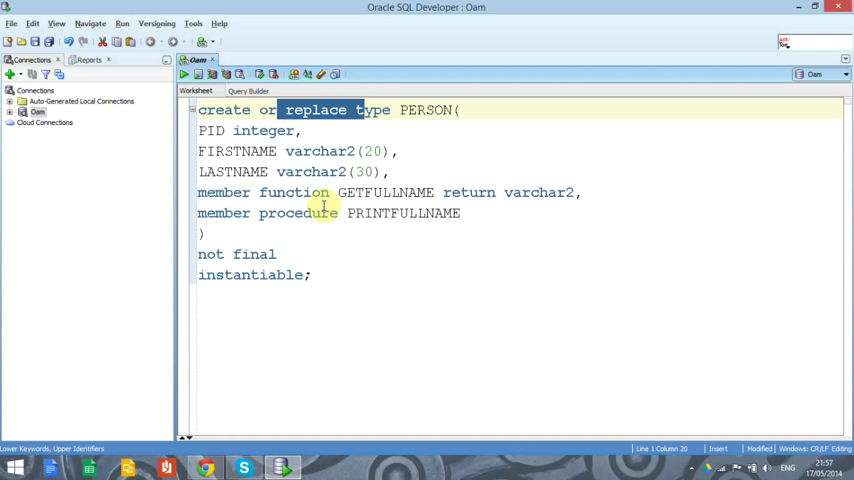 Oracle SQL Developer : Oam
File Edit View Navigate Run Versioning Tools Help
Connections Reports Oam
Oam
Worksheet Query Builder
Connections
Auto-Generated Local Connections
Oam
Cloud Connections
create or replace type PERSON(
PID integer,
FIRSTNAME varchar2(20),
LASTNAME varchar2(30),
member function GETFULLNAME return varchar2,
member procedure PRINTFULLNAME
)
not final
instantiable;
Lower Keywords, Upper Identifiers Line 1 Column 20 Insert Modified Windows: CR/LF Editing
ENG 21:57
17/05/2014